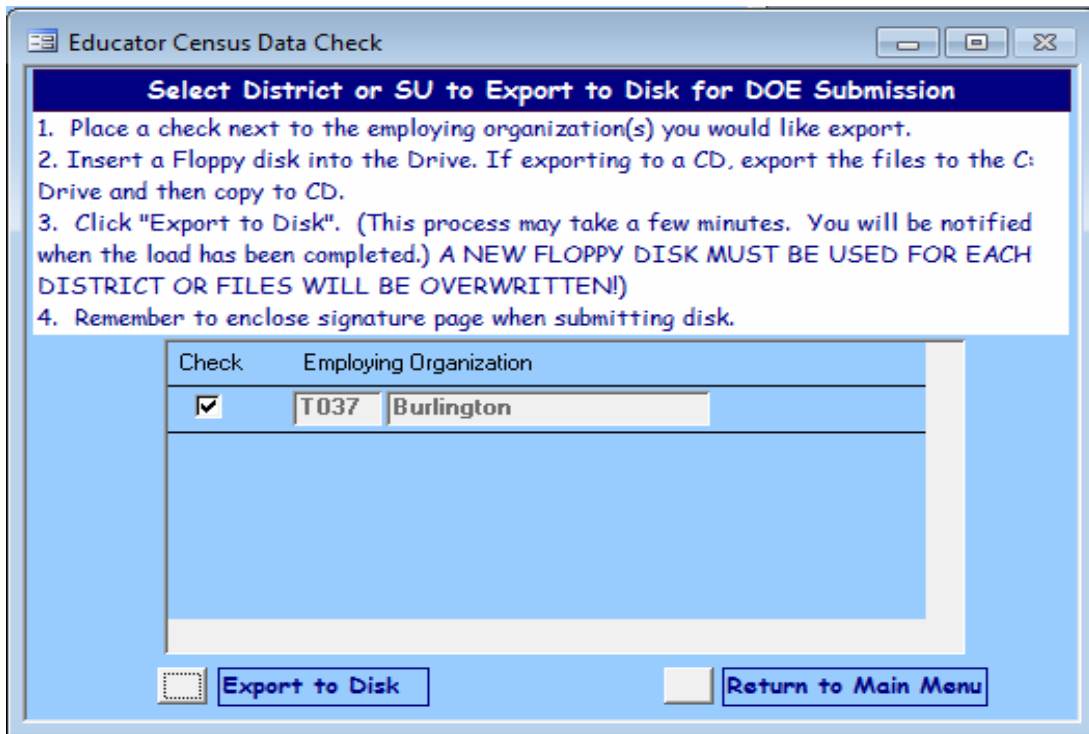 Educator Census Data Check
Select District or SU to Export to Disk for DOE Submission
1. Place a check next to the employing organization(s) you would like export.
2. Insert a Floppy disk into the Drive. If exporting to a CD, export the files to the C:
Drive and then copy to CD.
3. Click "Export to Disk". (This process may take a few minutes. You will be notified
when the load has been completed.) A NEW FLOPPY DISK MUST BE USED FOR EACH
DISTRICT OR FILES WILL BE OVERWRITTEN!)
4. Remember to enclose signature page when submitting disk.
Check Employing Organization
T037 Burlington
Export to Disk Return to Main Menu